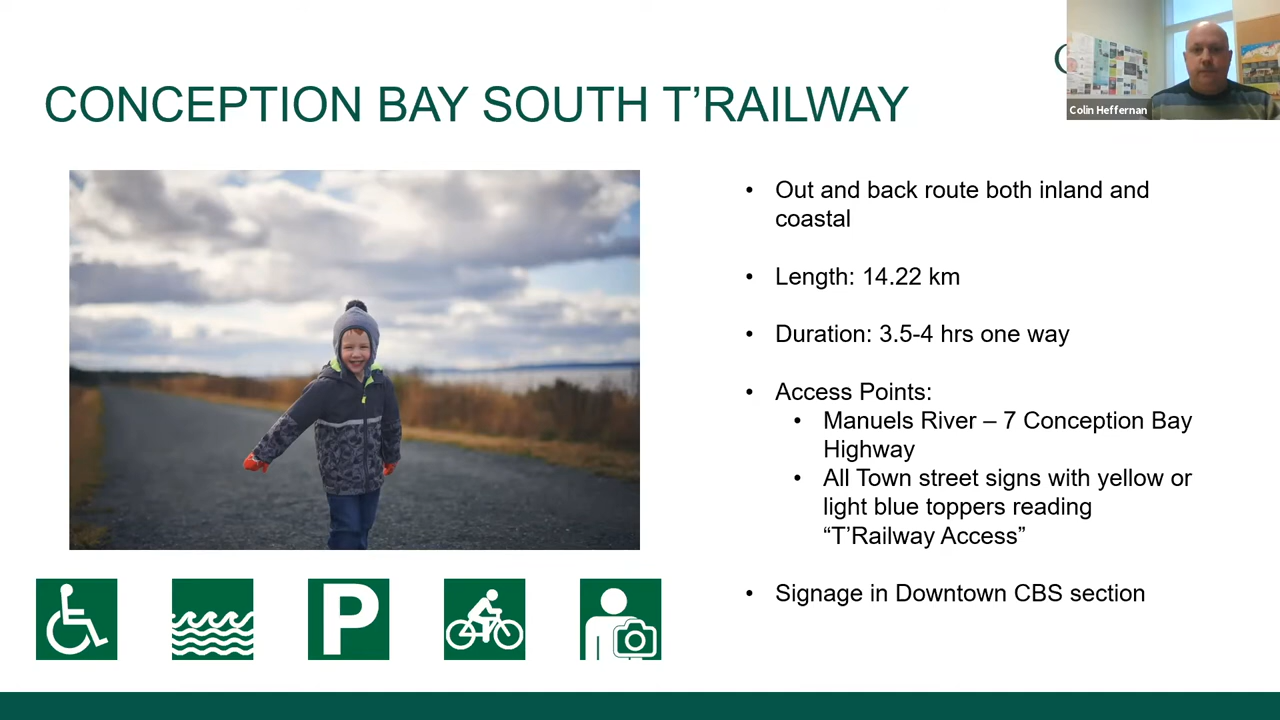 Colin Heffernan
CONCEPTION BAY SOUTH T’RAILWAY
• Out and back route both inland and
coastal
• Length: 14.22 km
• Duration: 3.5-4 hrs one way
• Access Points:
• Manuels River – 7 Conception Bay
Highway
• All Town street signs with yellow or
light blue toppers reading
“T’Railway Access”
• Signage in Downtown CBS section
P